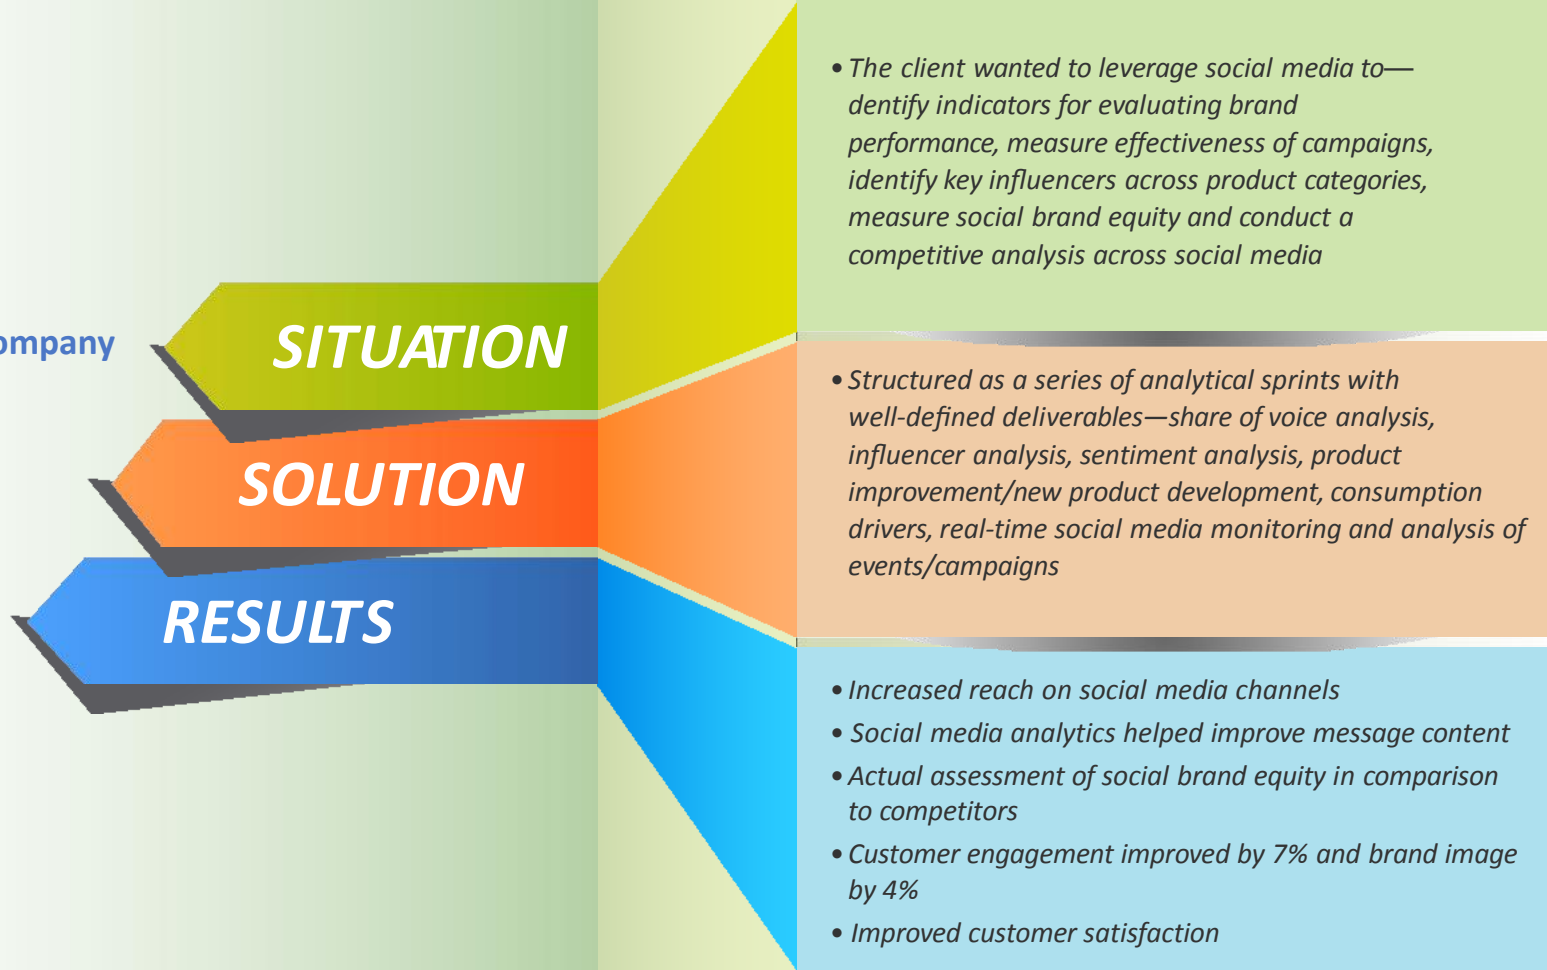 ompany
SITUATION
• The client wanted to leverage social media to—
dentify indicators for evaluating brand
performance, measure effectiveness of campaigns,
identify key influencers across product categories,
measure social brand equity and conduct a
competitive analysis across social media
SOLUTION
• Structured as a series of analytical sprints with
well-defined deliverables—share of voice analysis,
influencer analysis, sentiment analysis, product
improvement/new product development, consumption
drivers, real-time social media monitoring and analysis of
events/campaigns
RESULTS
• Increased reach on social media channels
• Social media analytics helped improve message content
• Actual assessment of social brand equity in comparison
to competitors
• Customer engagement improved by 7% and brand image
by 4%
• Improved customer satisfaction